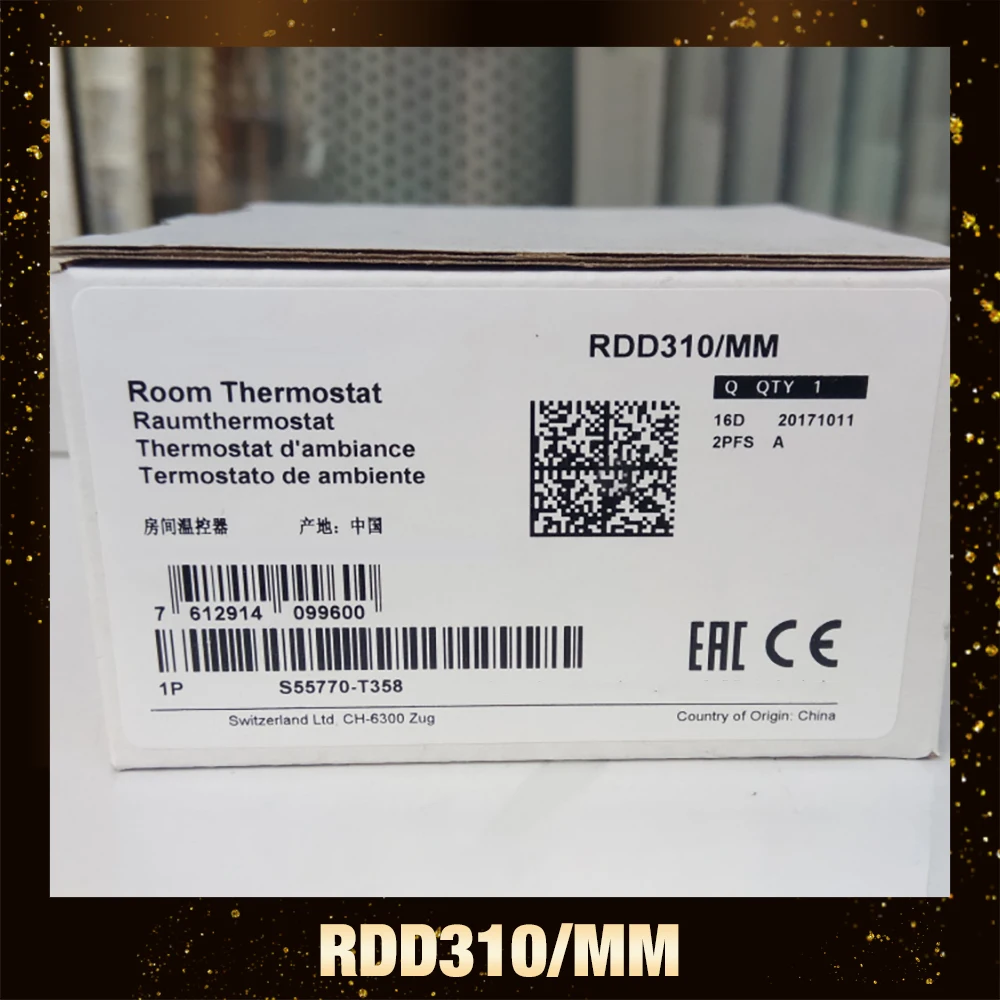 RDD310/MM
Room Thermostat
Raumthermostat
Thermostat d'ambiance
Termostato de ambiente
Q QTY 1
16D 20171011
2PFS A
房间温控器 产地：中国
7 612914 099600
1P S55770-T358
EAC CE
Switzerland Ltd, CH-6300 Zug
Country of Origin: China
RDD310/MM